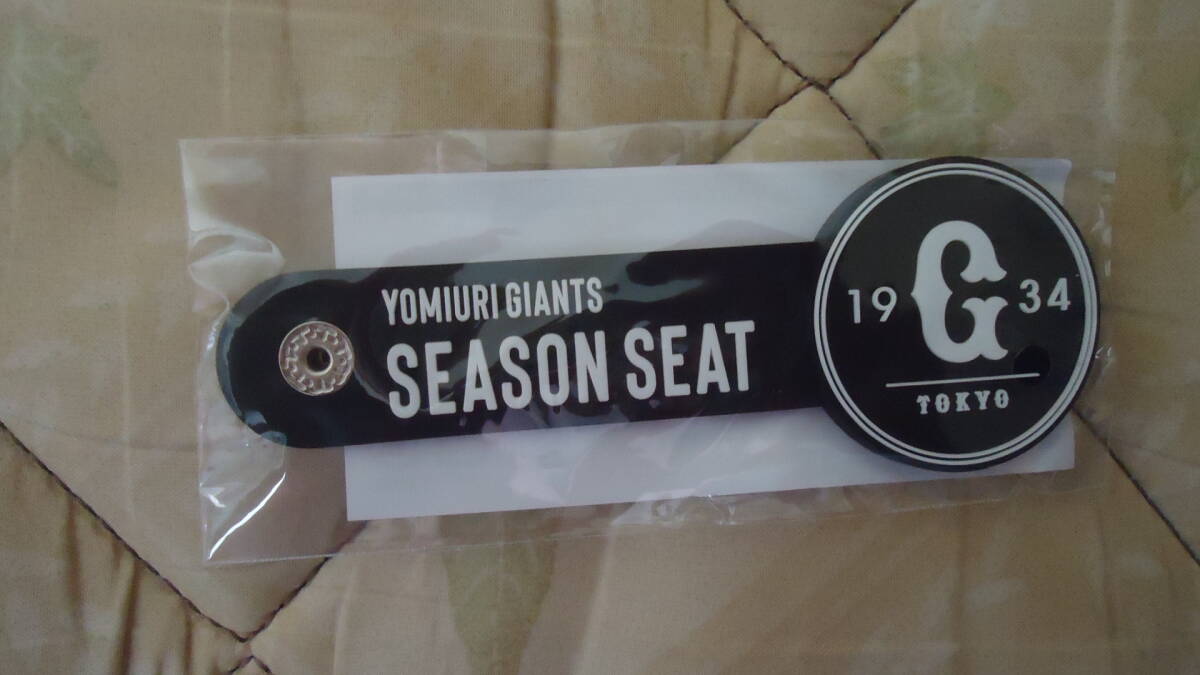 YOMIURI GIANTS
SEASON SEAT
19 G 34
TOKYO